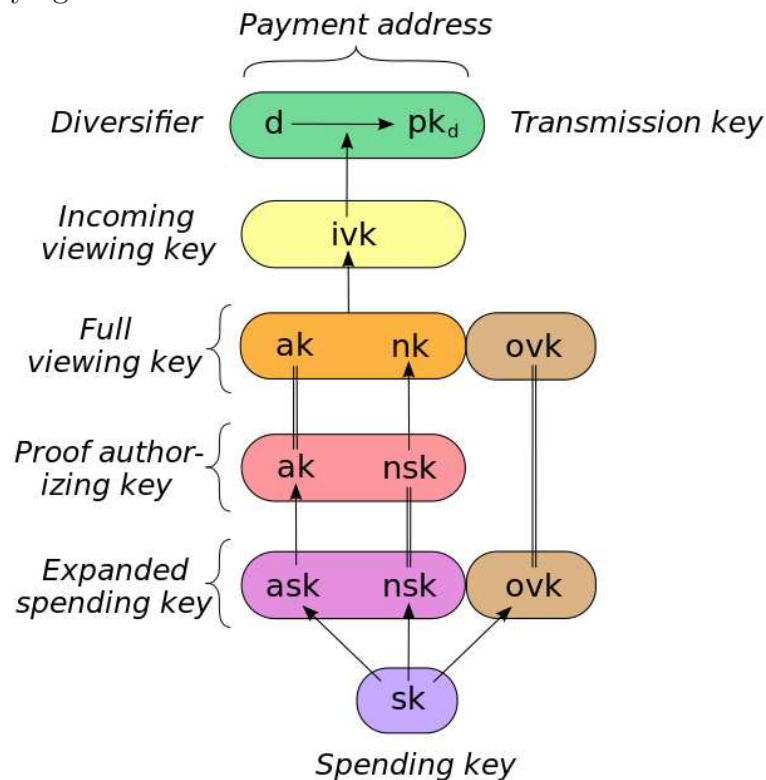 Payment address
Diversifier
d
pk_d
Transmission key
Incoming
viewing key
ivk
Full
viewing key
ak
nk
ovk
Proof author-
izing key
ak
nsk
Expanded
spending key
ask
nsk
ovk
sk
Spending key